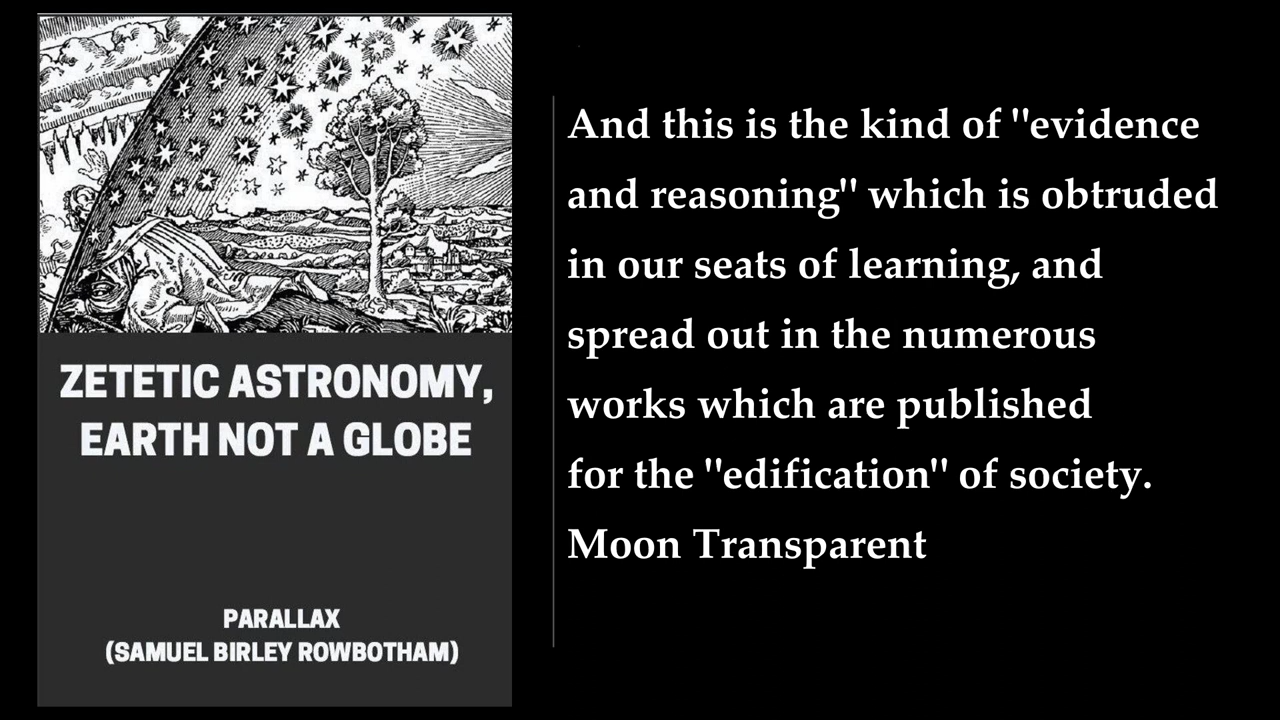 ZETETIC ASTRONOMY,
EARTH NOT A GLOBE
PARALLAX
(SAMUEL BIRLEY ROWBOTHAM)
And this is the kind of "evidence
and reasoning" which is obtruded
in our seats of learning, and
spread out in the numerous
works which are published
for the "edification" of society.
Moon Transparent